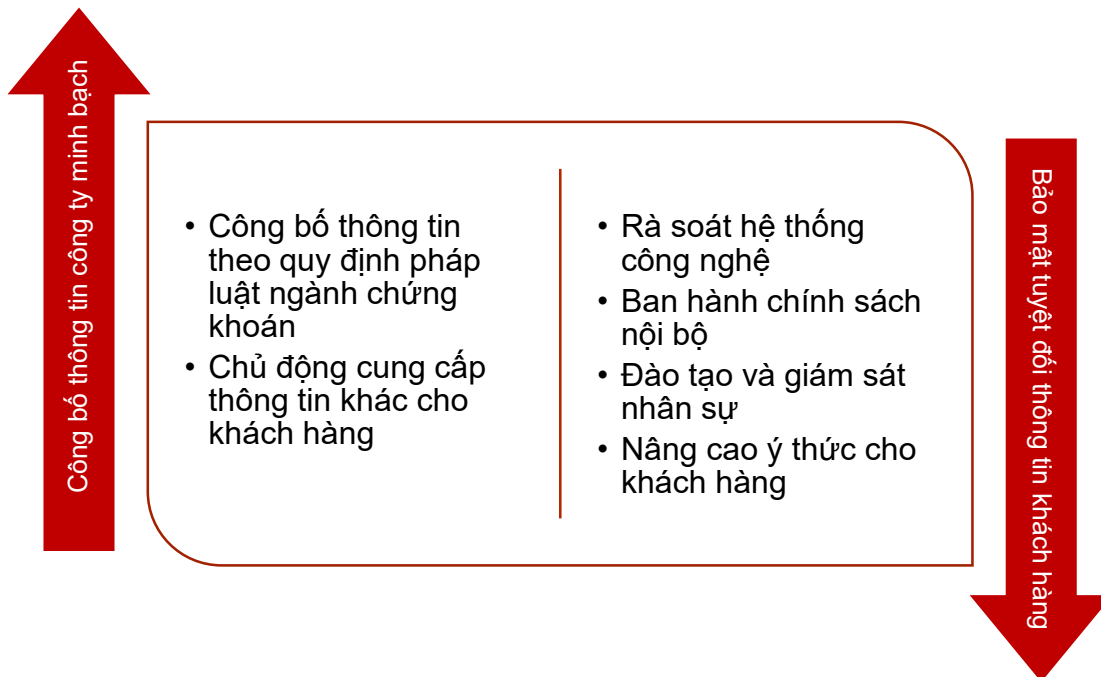 Công bố thông tin công ty minh bạch
• Công bố thông tin
theo quy định pháp
luật ngành chứng
khoán
• Chủ động cung cấp
thông tin khác cho
khách hàng
• Rà soát hệ thống
công nghệ
• Ban hành chính sách
nội bộ
• Đào tạo và giám sát
nhân sự
• Nâng cao ý thức cho
khách hàng
Bảo mật tuyệt đối thông tin khách hàng